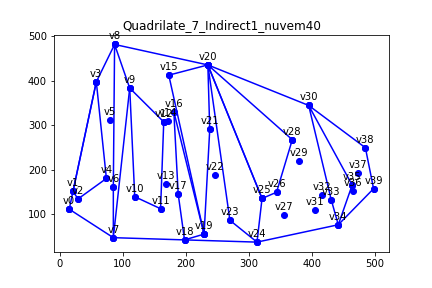 Quadrilate_7_Indirect1_nuvem40
500
400
300
200
100
0
100
200
300
400
500
v8
v20
v15
v3
v9
v30
v16
v5
v21
v28
v38
v29
v37
v22
v4
v6
v13
v1
v2
v17
v10
v25
v26
v32
v33
v36
v39
v0
v11
v27
v31
v23
v34
v7
v18
v19
v24